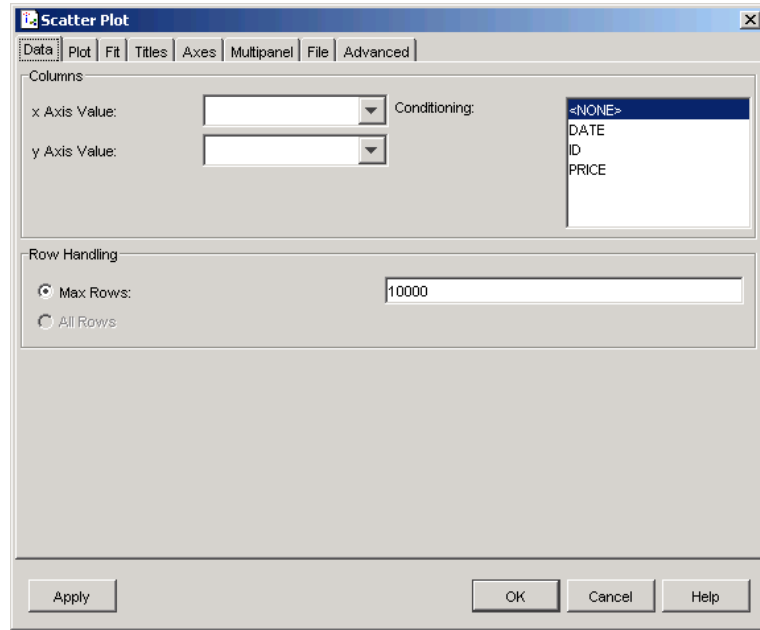 Scatter Plot
Data Plot Fit Titles Axes Multipanel File Advanced
Columns
x Axis Value:
Conditioning:
<NONE>
DATE
ID
PRICE
y Axis Value:
Row Handling
Max Rows: 10000
All Rows
Apply OK Cancel Help